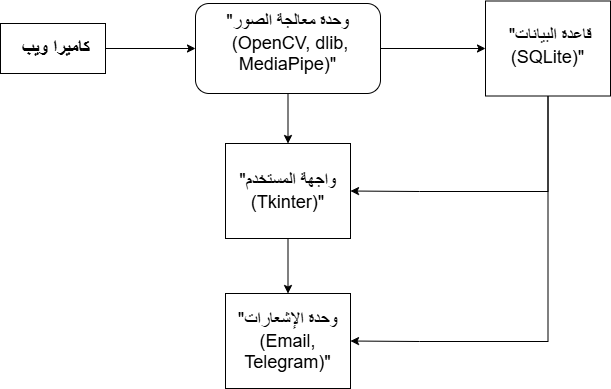 كاميرا ويب
"وحدة معالجة الصور
(OpenCV, dlib,
MediaPipe)"
"قاعدة البيانات
(SQLite)"
"واجهة المستخدم
(Tkinter)"
"وحدة الإشعارات
(Email,
Telegram)"